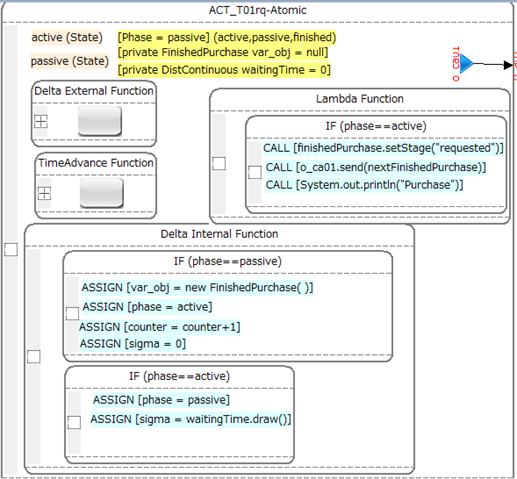 ACT_T01rq-Atomic
active (State)
[Phase = passive] (active,passive,finished)
passive (State)
[private FinishedPurchase var_obj = null]
[private DistContinuous waitingTime = 0]
o_ca01
Delta External Function
Lambda Function
IF (phase==active)
CALL [finishedPurchase.setStage("requested")]
CALL [o_ca01.send(nextFinishedPurchase)]
CALL [System.out.println("Purchase")]
TimeAdvance Function
Delta Internal Function
IF (phase==passive)
ASSIGN [var_obj = new FinishedPurchase( )]
ASSIGN [phase = active]
ASSIGN [counter = counter+1]
ASSIGN [sigma = 0]
IF (phase==active)
ASSIGN [phase = passive]
ASSIGN [sigma = waitingTime.draw()]